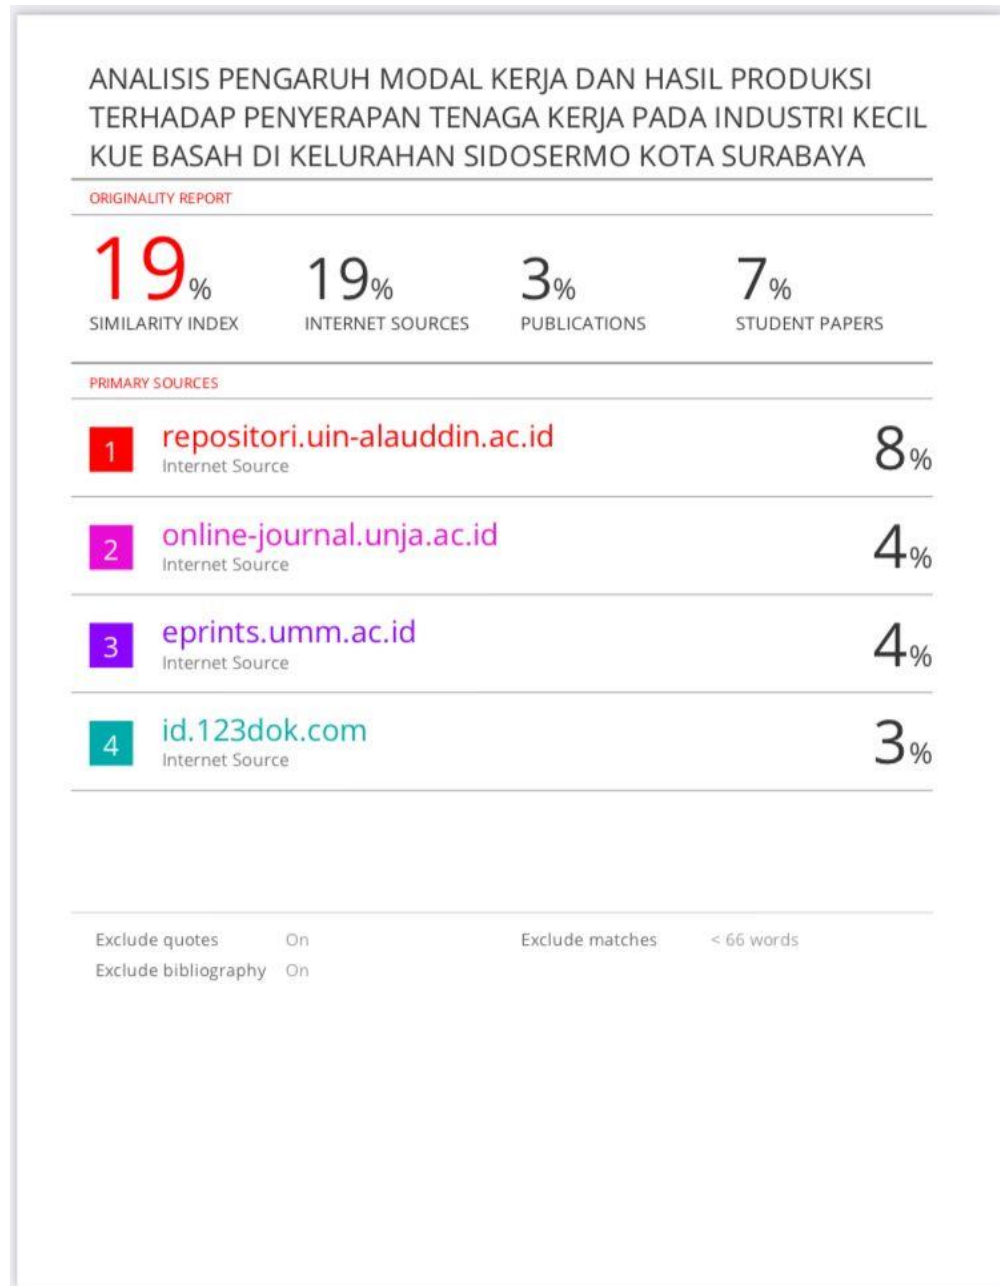 ANALISIS PENGARUH MODAL KERJA DAN HASIL PRODUKSI
TERHADAP PENYERAPAN TENAGA KERJA PADA INDUSTRI KECIL
KUE BASAH DI KELURAHAN SIDOSERMO KOTA SURABAYA
ORIGINALITY REPORT
19% 19% 3% 7%
SIMILARITY INDEX INTERNET SOURCES PUBLICATIONS STUDENT PAPERS
PRIMARY SOURCES
1 repositori.uin-alauddin.ac.id 8%
Internet Source
2 online-journal.unja.ac.id 4%
Internet Source
3 eprints.umm.ac.id 4%
Internet Source
4 id.123dok.com 3%
Internet Source
Exclude quotes On Exclude matches < 66 words
Exclude bibliography On